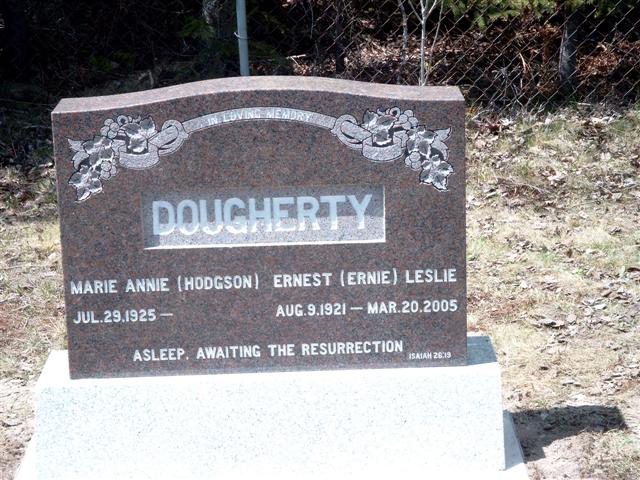 IN LOVING MEMORY
DOUGHERTY
MARIE ANNIE (HODGSON) ERNEST (ERNIE) LESLIE
JUL.29,1925 — AUG.9,1921 — MAR.20,2005
ASLEEP, AWAITING THE RESURRECTION ISAIAH 26:19